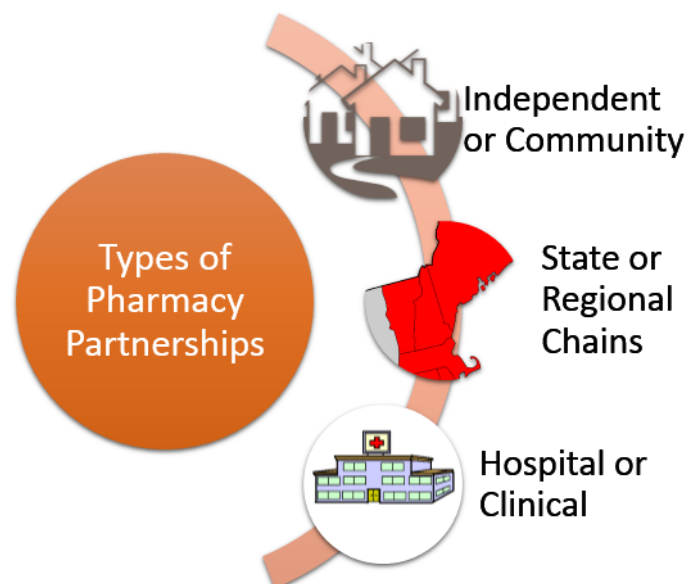 Types of
Pharmacy
Partnerships
Independent
or Community
State or
Regional
Chains
Hospital or
Clinical